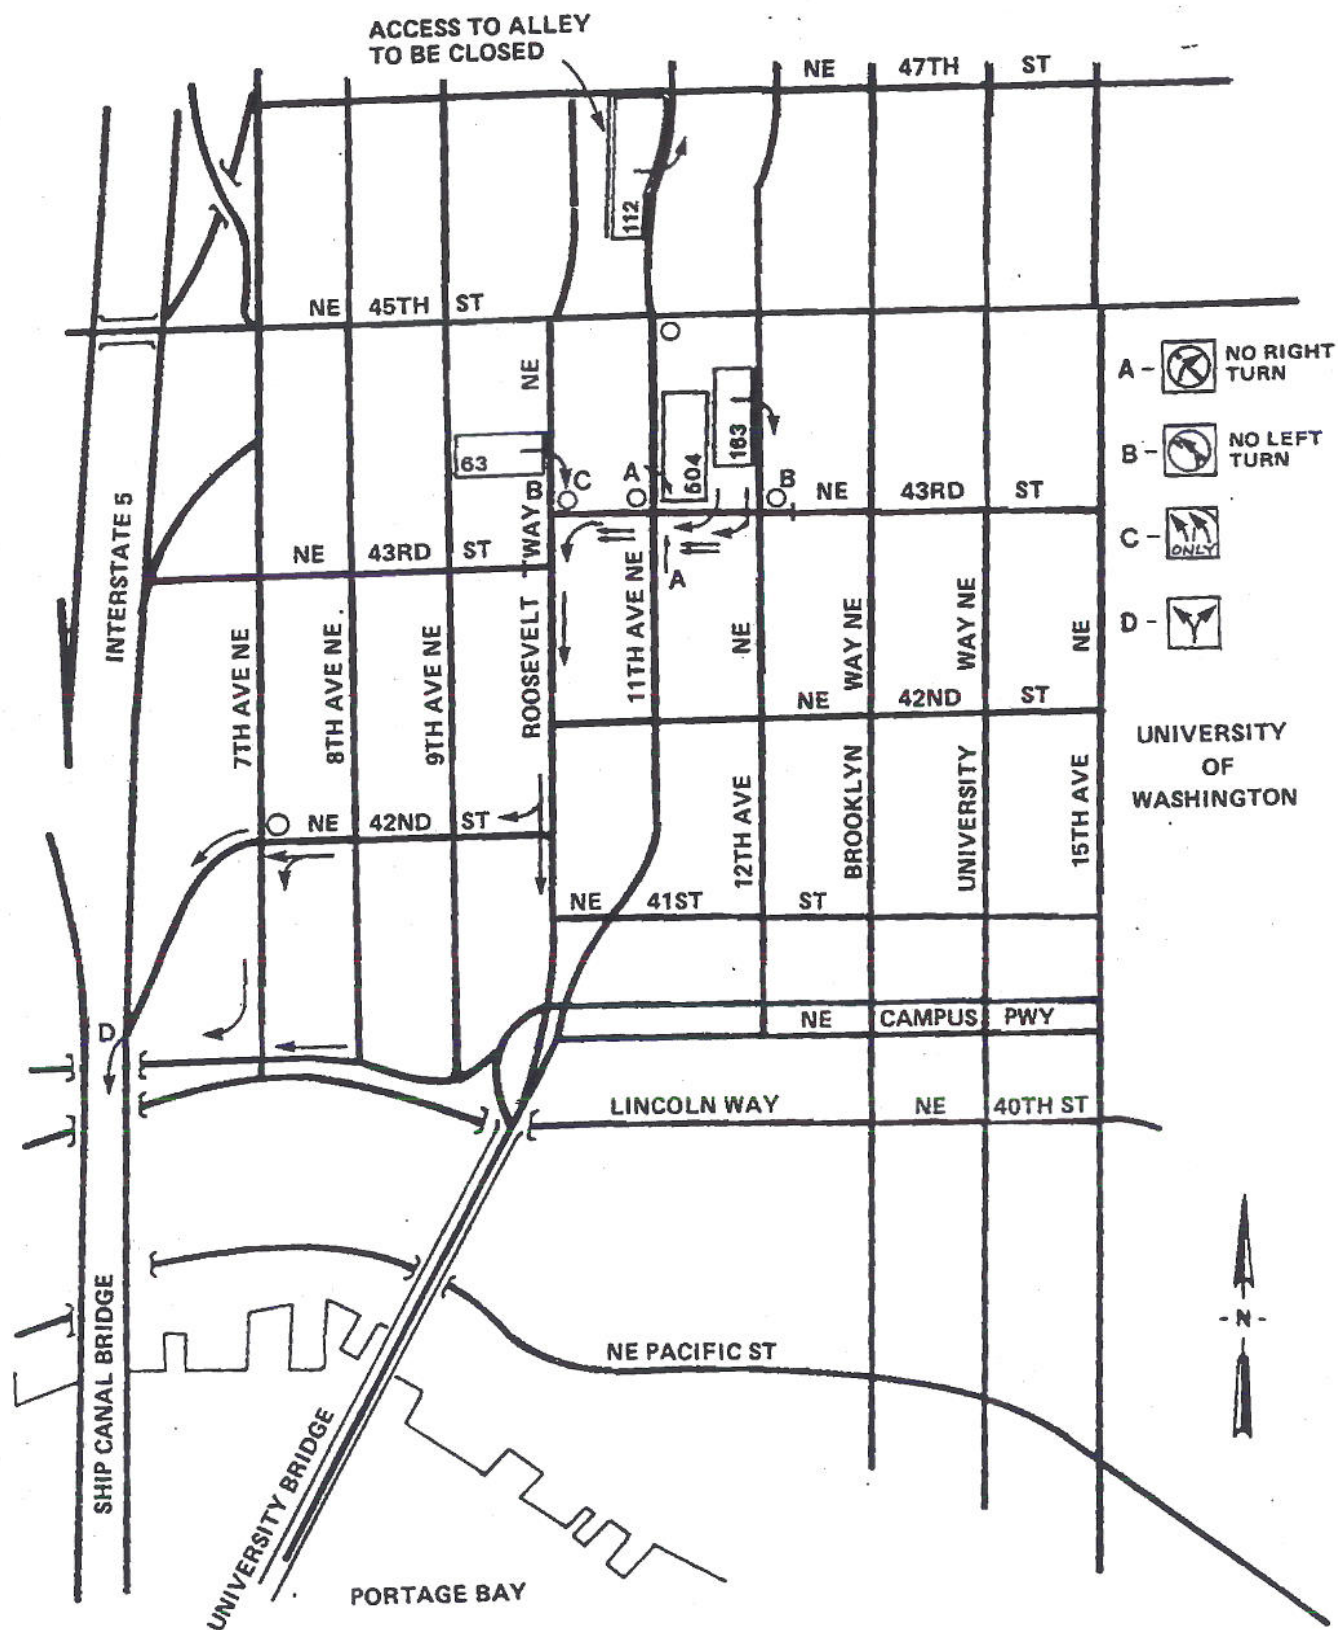 ACCESS TO ALLEY
TO BE CLOSED
NE 47TH ST
112
NE 45TH ST
NE
A - NO RIGHT
TURN
B - NO LEFT
TURN
C - ONLY
D -
63
504
163
B
C
A
B
NE 43RD ST
NE 43RD ST
A
INTERSTATE 5
7TH AVE NE
8TH AVE NE.
9TH AVE NE
ROOSEVELT WAY
11TH AVE NE
12TH AVE NE
BROOKLYN WAY NE
UNIVERSITY WAY NE
15TH AVE NE
NE 42ND ST
UNIVERSITY
OF
WASHINGTON
NE 42ND ST
NE 41ST ST
D
NE CAMPUS PWY
LINCOLN WAY NE 40TH ST
- N -
SHIP CANAL BRIDGE
NE PACIFIC ST
UNIVERSITY BRIDGE
PORTAGE BAY